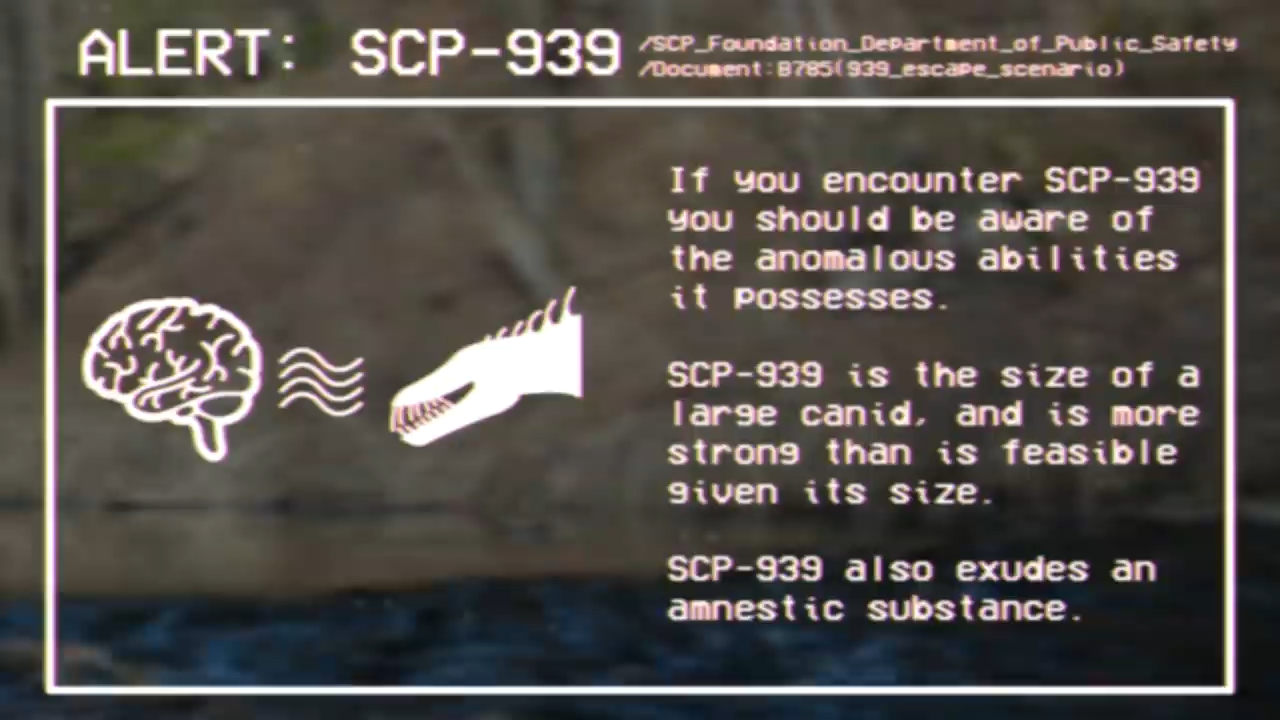 ALERT: SCP-939
/SCP_Foundation_Department_of_Public_Safety
/Document:B785(939_escape_scenario)
If you encounter SCP-939
you should be aware of
the anomalous abilities
it possesses.
SCP-939 is the size of a
large canid, and is more
strong than is feasible
given its size.
SCP-939 also exudes an
amnestic substance.